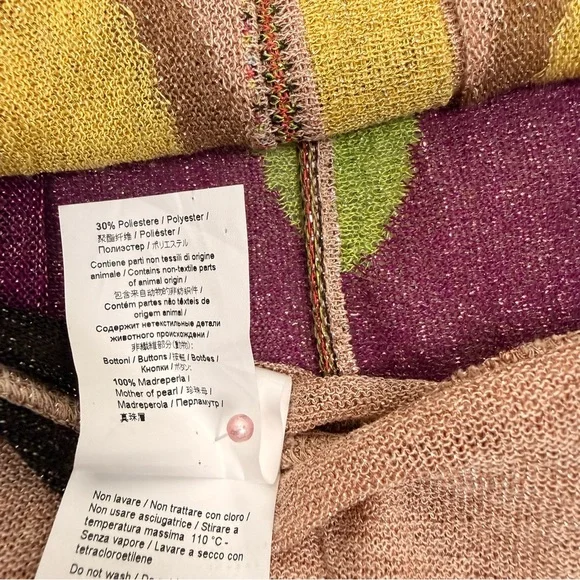 30% Poliestere / Polyester /
聚酯纤维 / Poliéster /
Полиэстер / ポリエステル
Contiene parti non tessili di origine
animale / Contains non-textile parts
of animal origin /
包含来自动物的非纺织件 /
Contém partes não têxteis de
origem animal /
Содержит нетекстильные детали
животного происхождени /
非繊維部分(動物):
Bottoni / Buttons / 钮扣 / Botões /
Кнопки / ボタン:
100% Madreperla /
Mother of pearl / 珍珠母 /
Madreperola / Перламутр /
真珠層
Non lavare / Non trattare con cloro /
Non usare asciugatrice / Stirare a
temperatura massima 110 °C -
Senza vapore / Lavare a secco con
tetracloroetilene
Do not wash / Do